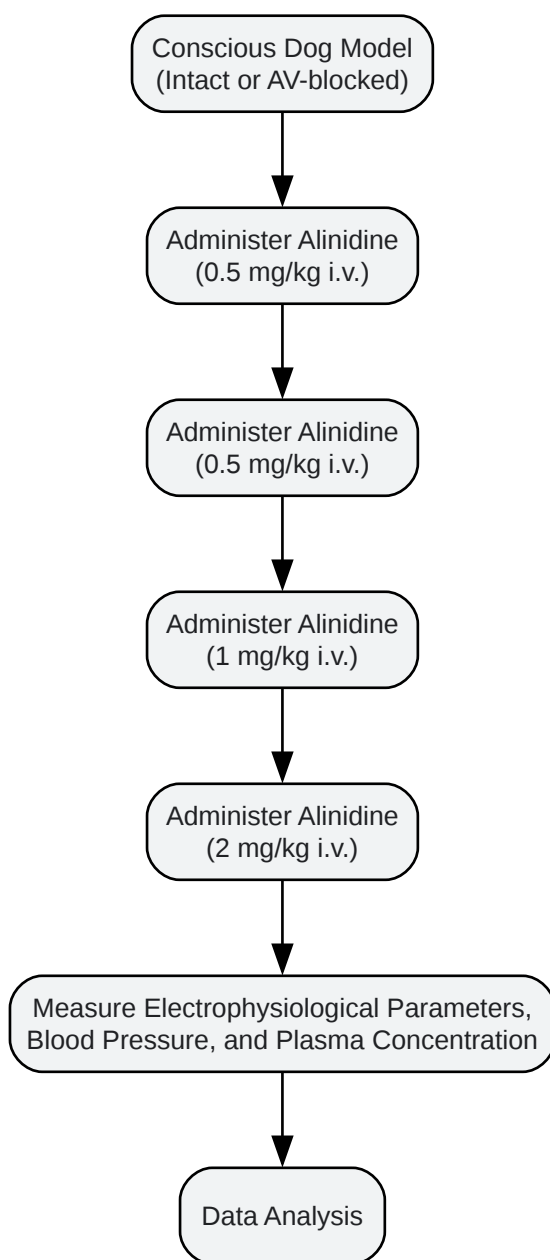 Conscious Dog Model
(Intact or AV-blocked)
Administer Alinidine
(0.5 mg/kg i.v.)
Administer Alinidine
(0.5 mg/kg i.v.)
Administer Alinidine
(1 mg/kg i.v.)
Administer Alinidine
(2 mg/kg i.v.)
Measure Electrophysiological Parameters,
Blood Pressure, and Plasma Concentration
Data Analysis